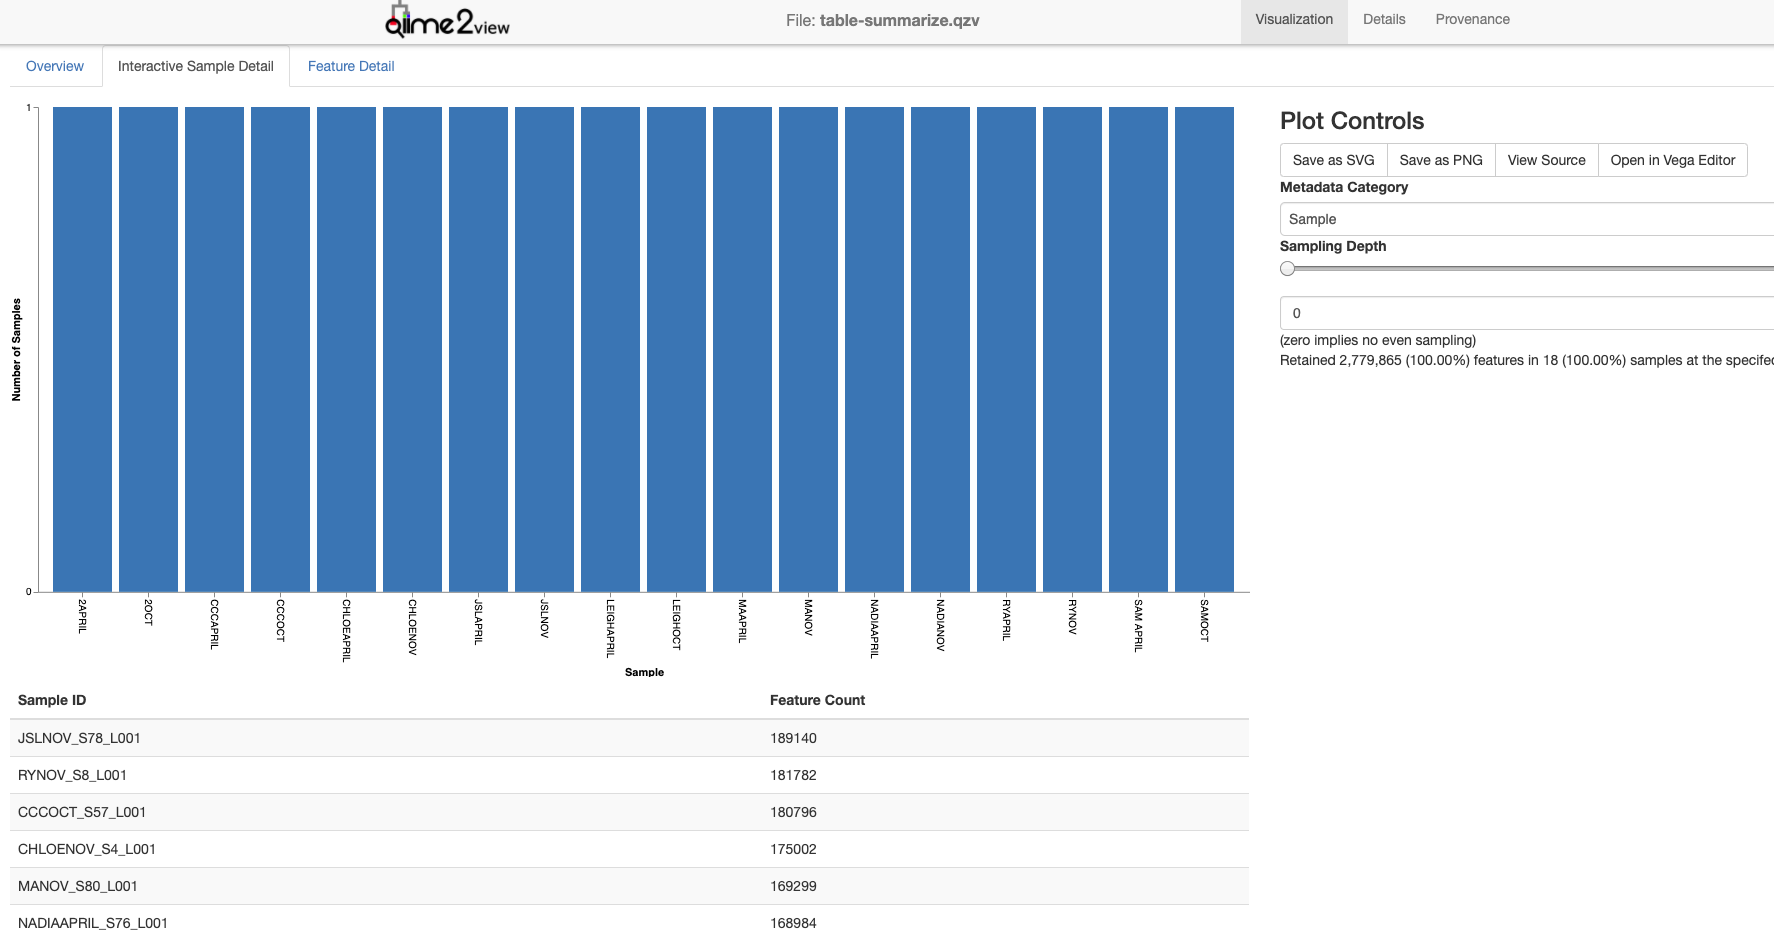 qiime2view
File: table-summarize.qzv
Visualization Details Provenance
Overview Interactive Sample Detail Feature Detail
1
0
Number of Samples
2APRIL
2OCT
CCCAPRIL
CCCOCT
CHLOEAPRIL
CHLOENOV
JSLAPRIL
JSLNOV
LEIGHAPRIL
LEIGHOCT
MAAPRIL
MANOV
NADIAAPRIL
NADIANOV
RYAPRIL
RYNOV
SAM APRIL
SAMOCT
Sample
Plot Controls
Save as SVG Save as PNG View Source Open in Vega Editor
Metadata Category
Sample
Sampling Depth
0
(zero implies no even sampling)
Retained 2,779,865 (100.00%) features in 18 (100.00%) samples at the specifed
Sample ID Feature Count
JSLNOV_S78_L001 189140
RYNOV_S8_L001 181782
CCCOCT_S57_L001 180796
CHLOENOV_S4_L001 175002
MANOV_S80_L001 169299
NADIAAPRIL_S76_L001 168984